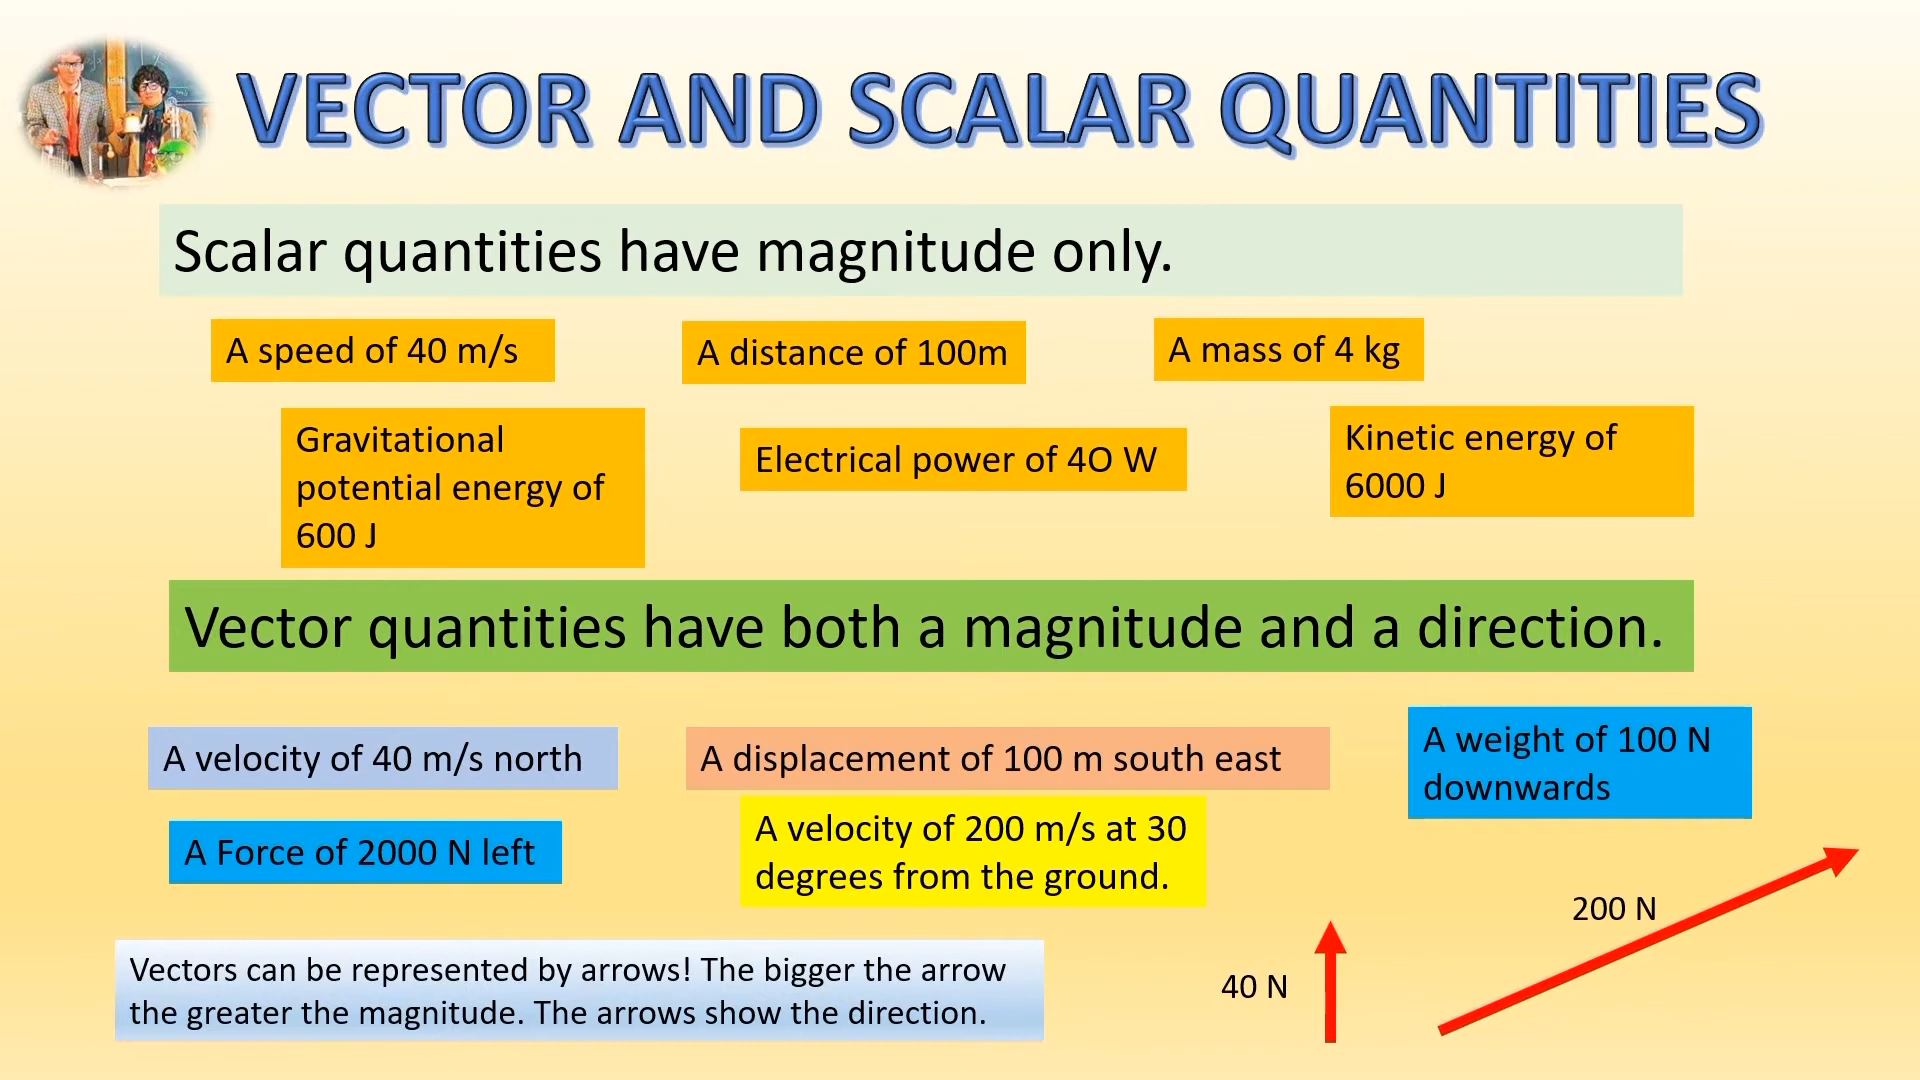 VECTOR AND SCALAR QUANTITIES
Scalar quantities have magnitude only.
A speed of 40 m/s
A distance of 100m
A mass of 4 kg
Gravitational
potential energy of
600 J
Electrical power of 4O W
Kinetic energy of
6000 J
Vector quantities have both a magnitude and a direction.
A velocity of 40 m/s north
A displacement of 100 m south east
A weight of 100 N
downwards
A Force of 2000 N left
A velocity of 200 m/s at 30
degrees from the ground.
200 N
Vectors can be represented by arrows! The bigger the arrow
the greater the magnitude. The arrows show the direction.
40 N